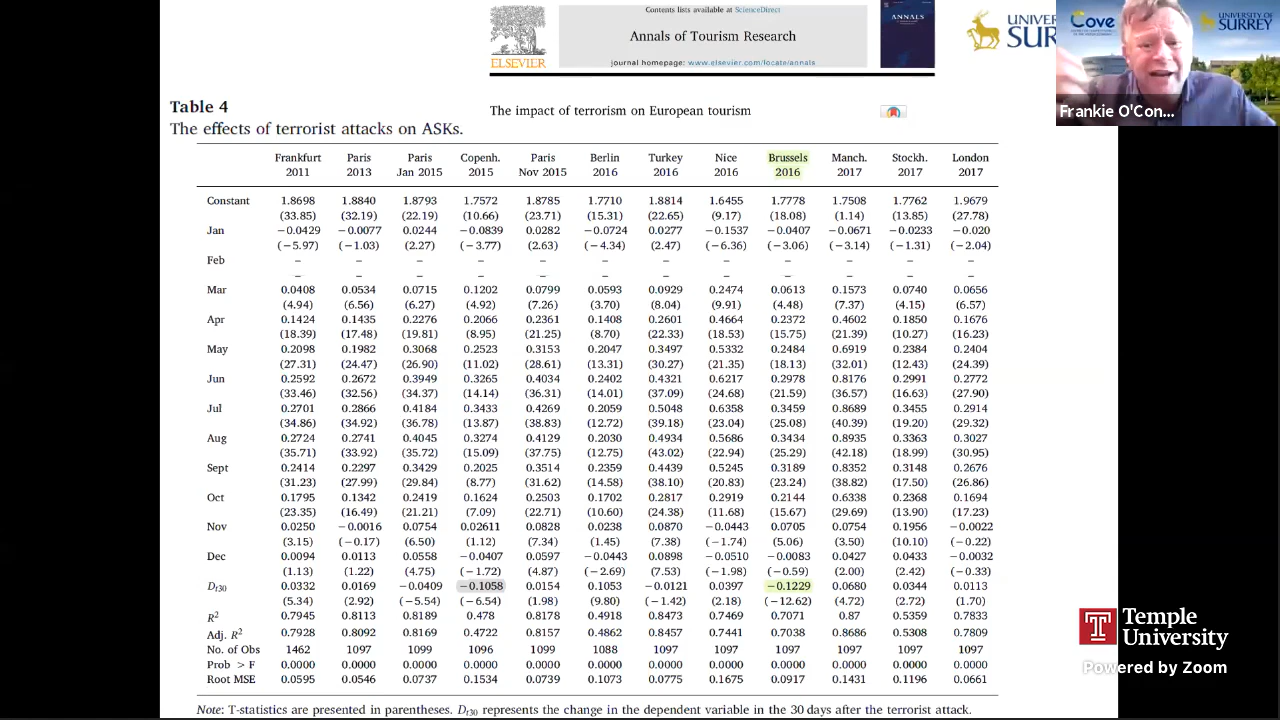 Contents lists available at ScienceDirect
Annals of Tourism Research
journal homepage: www.elsevier.com/locate/annals
ELSEVIER
ANNALS
UNIVERSITY OF
SURREY
Cove
UNIVERSITY OF
SURREY
Frankie O'Con...
Table 4
The impact of terrorism on European tourism
The effects of terrorist attacks on ASKs.
Frankfurt Paris Paris Copenh. Paris Berlin Turkey Nice Brussels Manch. Stockh. London
2011 2013 Jan 2015 2015 Nov 2015 2016 2016 2016 2016 2017 2017 2017
Constant 1.8698 1.8840 1.8793 1.7572 1.8785 1.7710 1.8814 1.6455 1.7778 1.7508 1.7762 1.9679
(33.85) (32.19) (22.19) (10.66) (23.71) (15.31) (22.65) (9.17) (18.08) (1.14) (13.85) (27.78)
Jan −0.0429 −0.0077 0.0244 −0.0839 0.0282 −0.0724 0.0277 −0.1537 −0.0407 −0.0671 −0.0233 −0.020
(−5.97) (−1.03) (2.27) (−3.77) (2.63) (−4.34) (2.47) (−6.36) (−3.06) (−3.14) (−1.31) (−2.04)
Feb – – – – – – – – – – – –
– – – – – – – – – – – –
Mar 0.0408 0.0534 0.0715 0.1202 0.0799 0.0593 0.0929 0.2474 0.0613 0.1573 0.0740 0.0656
(4.94) (6.56) (6.27) (4.92) (7.26) (3.70) (8.04) (9.91) (4.48) (7.37) (4.15) (6.57)
Apr 0.1424 0.1435 0.2276 0.2066 0.2361 0.1408 0.2601 0.4664 0.2372 0.4602 0.1850 0.1676
(18.39) (17.48) (19.81) (8.95) (21.25) (8.70) (22.33) (18.53) (15.75) (21.39) (10.27) (16.23)
May 0.2098 0.1982 0.3068 0.2523 0.3153 0.2047 0.3497 0.5332 0.2484 0.6919 0.2384 0.2404
(27.31) (24.47) (26.90) (11.02) (28.61) (13.31) (30.27) (21.35) (18.13) (32.01) (12.43) (24.39)
Jun 0.2592 0.2672 0.3949 0.3265 0.4034 0.2402 0.4321 0.6217 0.2978 0.8176 0.2991 0.2772
(33.46) (32.56) (34.37) (14.14) (36.31) (14.01) (37.09) (24.68) (21.59) (36.57) (16.63) (27.90)
Jul 0.2701 0.2866 0.4184 0.3433 0.4269 0.2059 0.5048 0.6358 0.3459 0.8689 0.3455 0.2914
(34.86) (34.92) (36.78) (13.87) (38.83) (12.72) (39.18) (23.04) (25.08) (40.39) (19.20) (29.32)
Aug 0.2724 0.2741 0.4045 0.3274 0.4129 0.2030 0.4934 0.5686 0.3434 0.8935 0.3363 0.3027
(35.71) (33.92) (35.72) (15.09) (37.75) (12.75) (43.02) (22.94) (25.29) (42.18) (18.99) (30.95)
Sept 0.2414 0.2297 0.3429 0.2025 0.3514 0.2359 0.4439 0.5245 0.3189 0.8352 0.3148 0.2676
(31.23) (27.99) (29.84) (8.77) (31.62) (14.58) (38.10) (20.83) (23.24) (38.82) (17.50) (26.86)
Oct 0.1795 0.1342 0.2419 0.1624 0.2503 0.1702 0.2817 0.2919 0.2144 0.6338 0.2368 0.1694
(23.35) (16.49) (21.21) (7.09) (22.71) (10.60) (24.38) (11.68) (15.67) (29.69) (13.90) (17.23)
Nov 0.0250 −0.0016 0.0754 0.02611 0.0828 0.0238 0.0870 −0.0443 0.0705 0.0754 0.1956 −0.0022
(3.15) (−0.17) (6.50) (1.12) (7.34) (1.45) (7.38) (−1.74) (5.06) (3.50) (10.10) (−0.22)
Dec 0.0094 0.0113 0.0558 −0.0407 0.0597 −0.0443 0.0898 −0.0510 −0.0083 0.0427 0.0433 −0.0032
(1.13) (1.22) (4.75) (−1.72) (4.87) (−2.69) (7.53) (−1.98) (−0.59) (2.00) (2.42) (−0.33)
Dt30 0.0332 0.0169 −0.0409 −0.1058 0.0154 0.1053 −0.0121 0.0397 −0.1229 0.0680 0.0344 0.0113
(5.34) (2.92) (−5.54) (−6.54) (1.98) (9.80) (−1.42) (2.18) (−12.62) (4.72) (2.72) (1.70)
R² 0.7945 0.8113 0.8189 0.478 0.8178 0.4918 0.8473 0.7469 0.7071 0.87 0.5359 0.7833
Adj. R² 0.7928 0.8092 0.8169 0.4722 0.8157 0.4862 0.8457 0.7441 0.7038 0.8686 0.5308 0.7809
No. of Obs 1462 1097 1099 1096 1099 1088 1097 1097 1097 1097 1097 1097
Prob > F 0.0000 0.0000 0.0000 0.0000 0.0000 0.0000 0.0000 0.0000 0.0000 0.0000 0.0000 0.0000
Root MSE 0.0595 0.0546 0.0737 0.1534 0.0739 0.1073 0.0775 0.1675 0.0917 0.1431 0.1196 0.0661
Note: T-statistics are presented in parentheses. Dt30 represents the change in the dependent variable in the 30 days after the terrorist attack.
Temple
University
Powered by Zoom